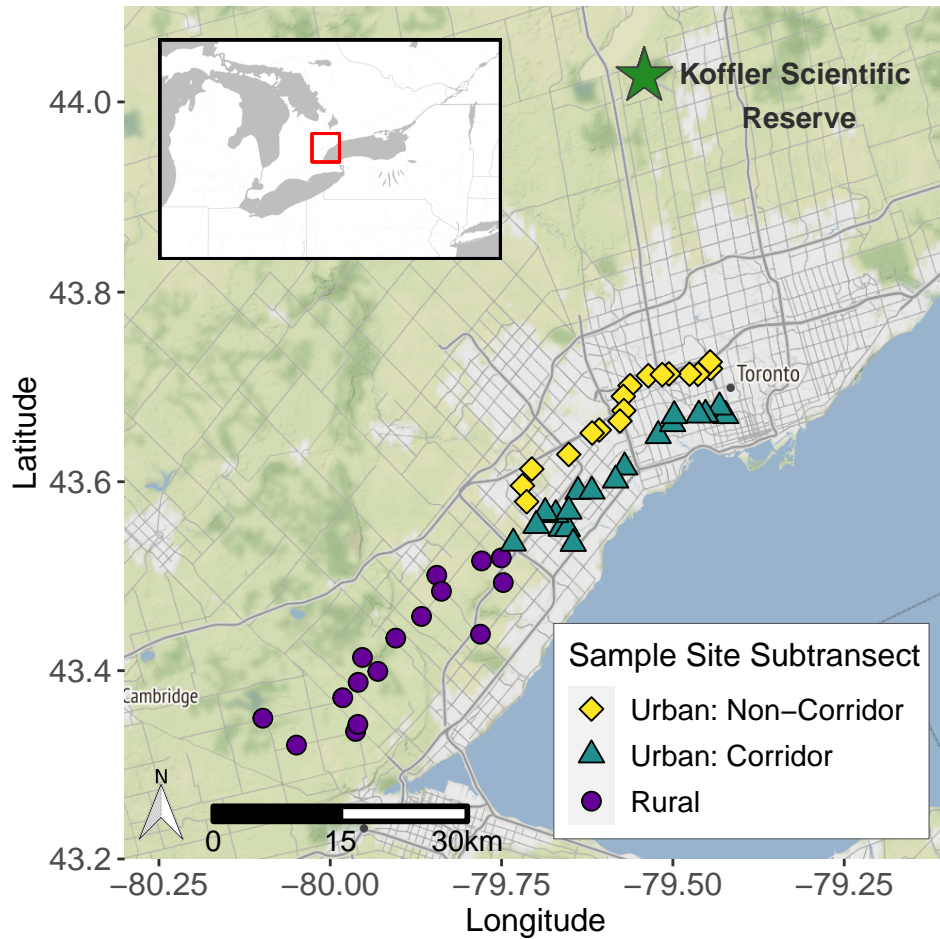 Koffler Scientific
Reserve
44.0
43.8
43.6
43.4
43.2
Latitude
Toronto
Cambridge
Sample Site Subtransect
Urban: Non−Corridor
Urban: Corridor
Rural
N
0 15 30km
−80.25 −80.00 −79.75 −79.50 −79.25
Longitude